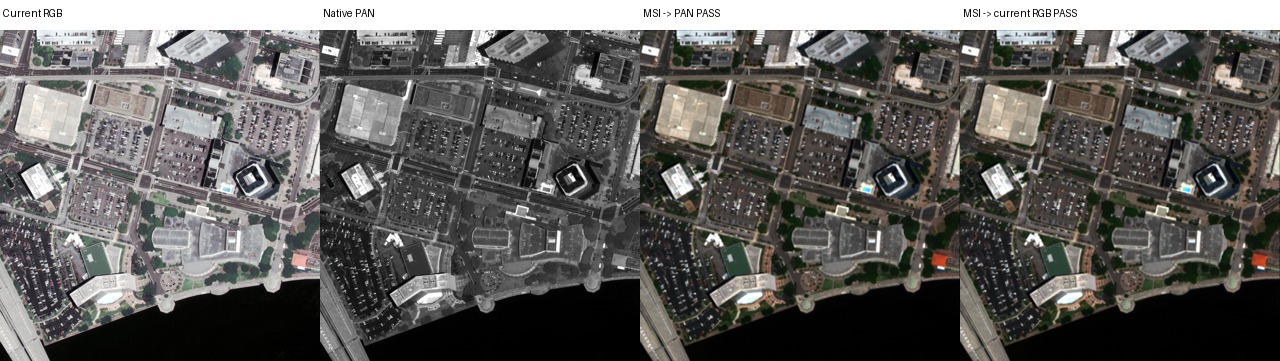 Current RGB
Native PAN
MSI -> PAN PASS
MSI -> current RGB PASS